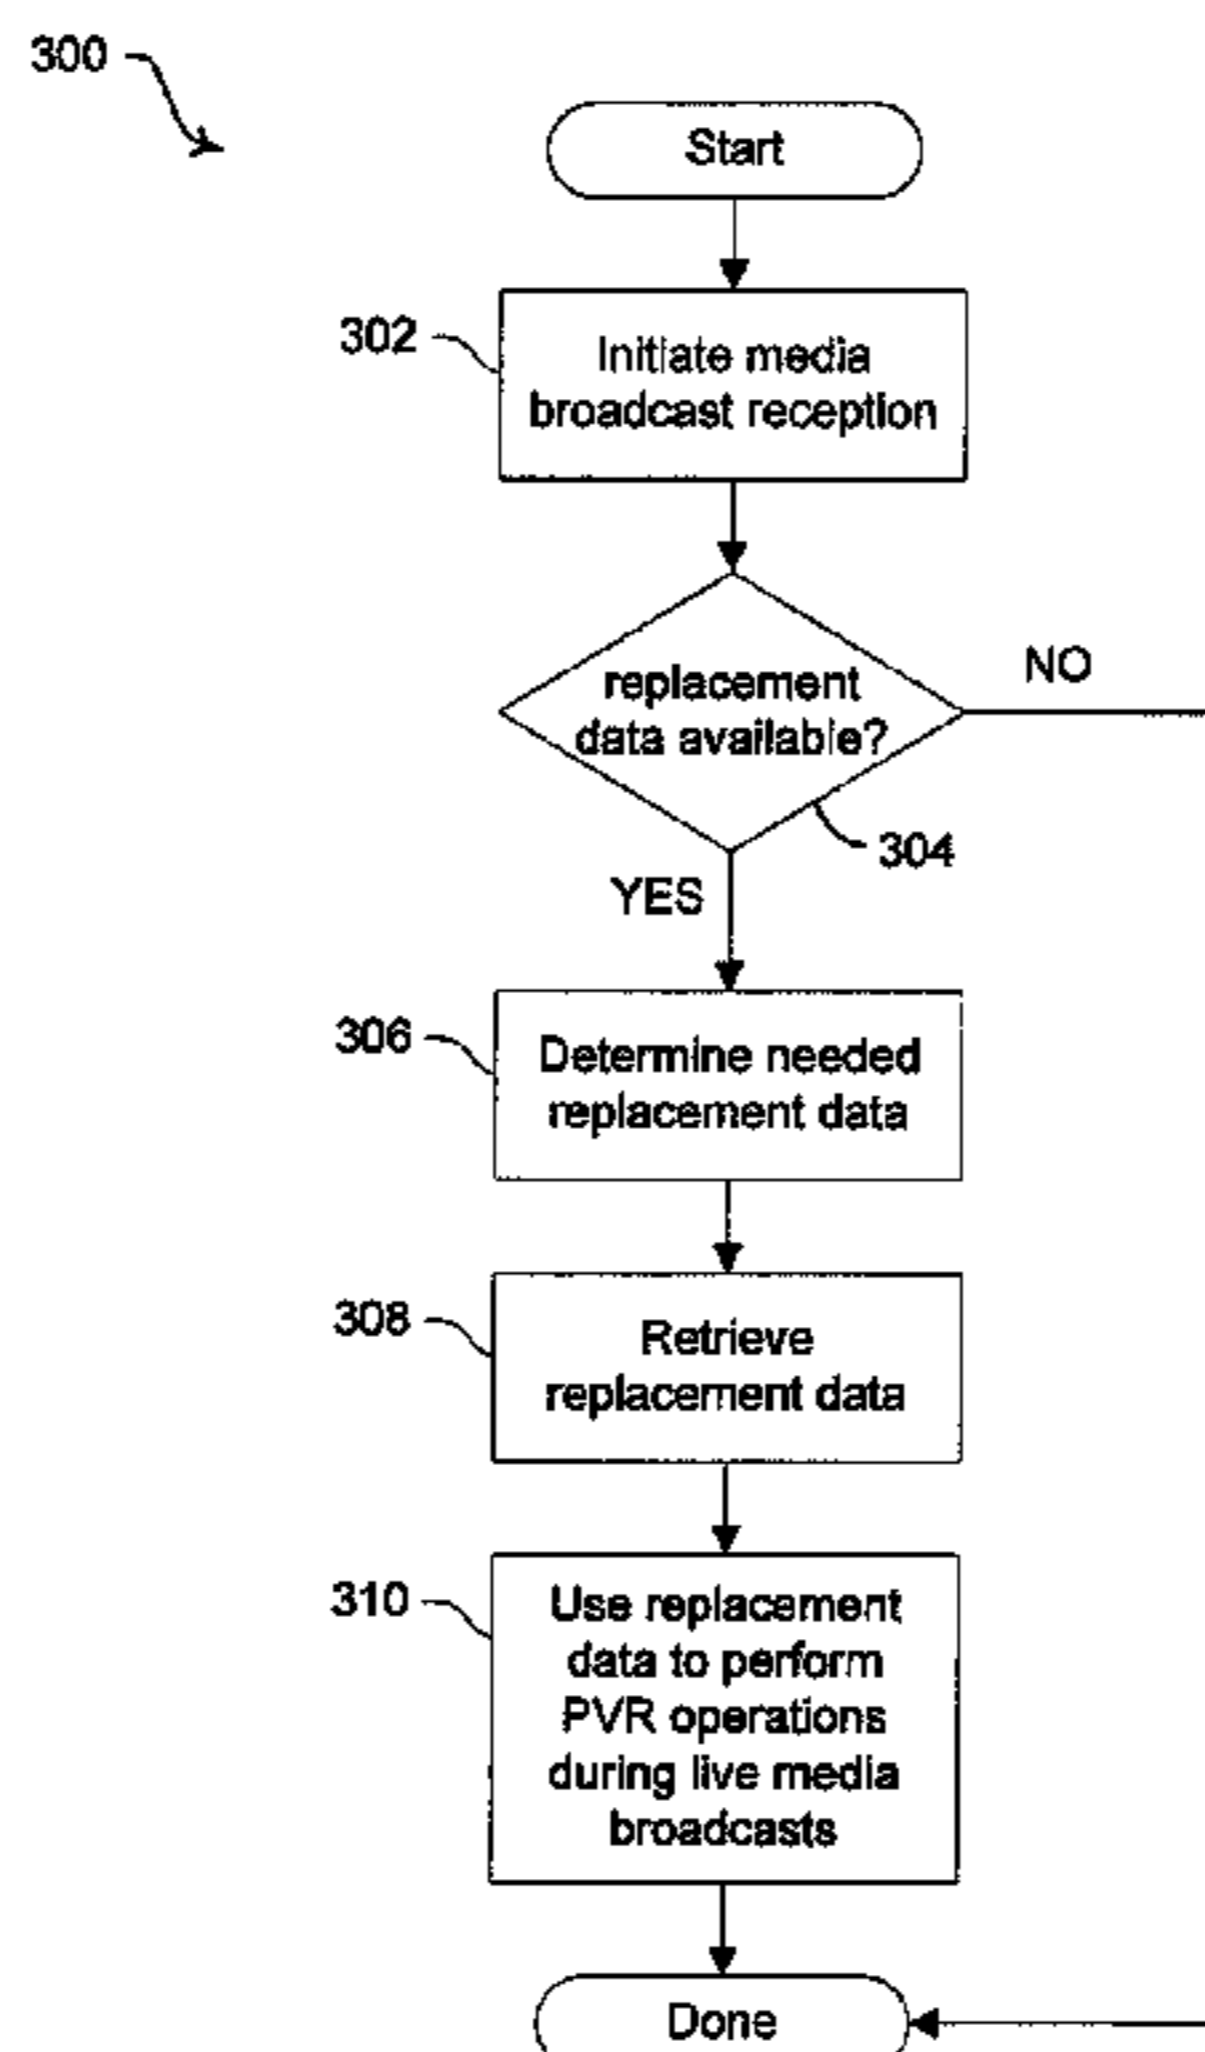 300
Start
302
Initiate media
broadcast reception
replacement
data available?
NO
304
YES
306
Determine needed
replacement data
308
Retrieve
replacement data
310
Use replacement
data to perform
PVR operations
during live media
broadcasts
Done